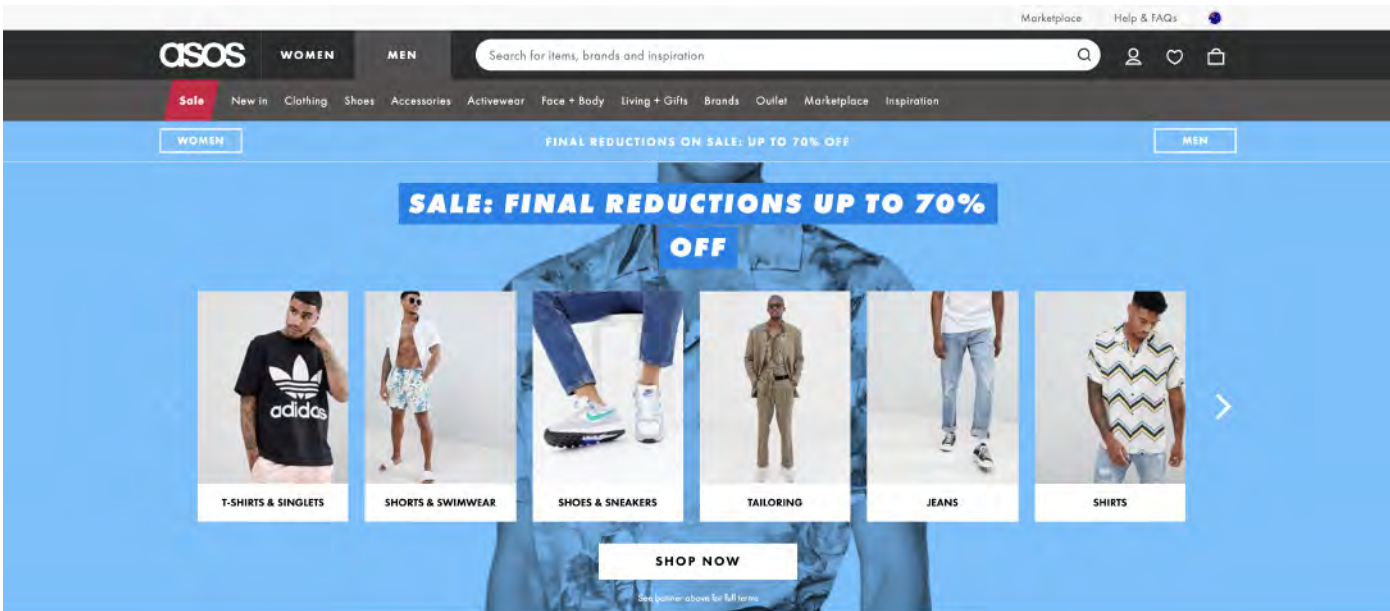 Marketplace Help & FAQs
asos WOMEN MEN Search for items, brands and inspiration
Sale New in Clothing Shoes Accessories Activewear Face + Body Living + Gifts Brands Outlet Marketplace Inspiration
WOMEN FINAL REDUCTIONS ON SALE: UP TO 70% OFF MEN
SALE: FINAL REDUCTIONS UP TO 70%
OFF
adidas
T-SHIRTS & SINGLETS SHORTS & SWIMWEAR SHOES & SNEAKERS TAILORING JEANS SHIRTS
SHOP NOW
See banner above for full terms